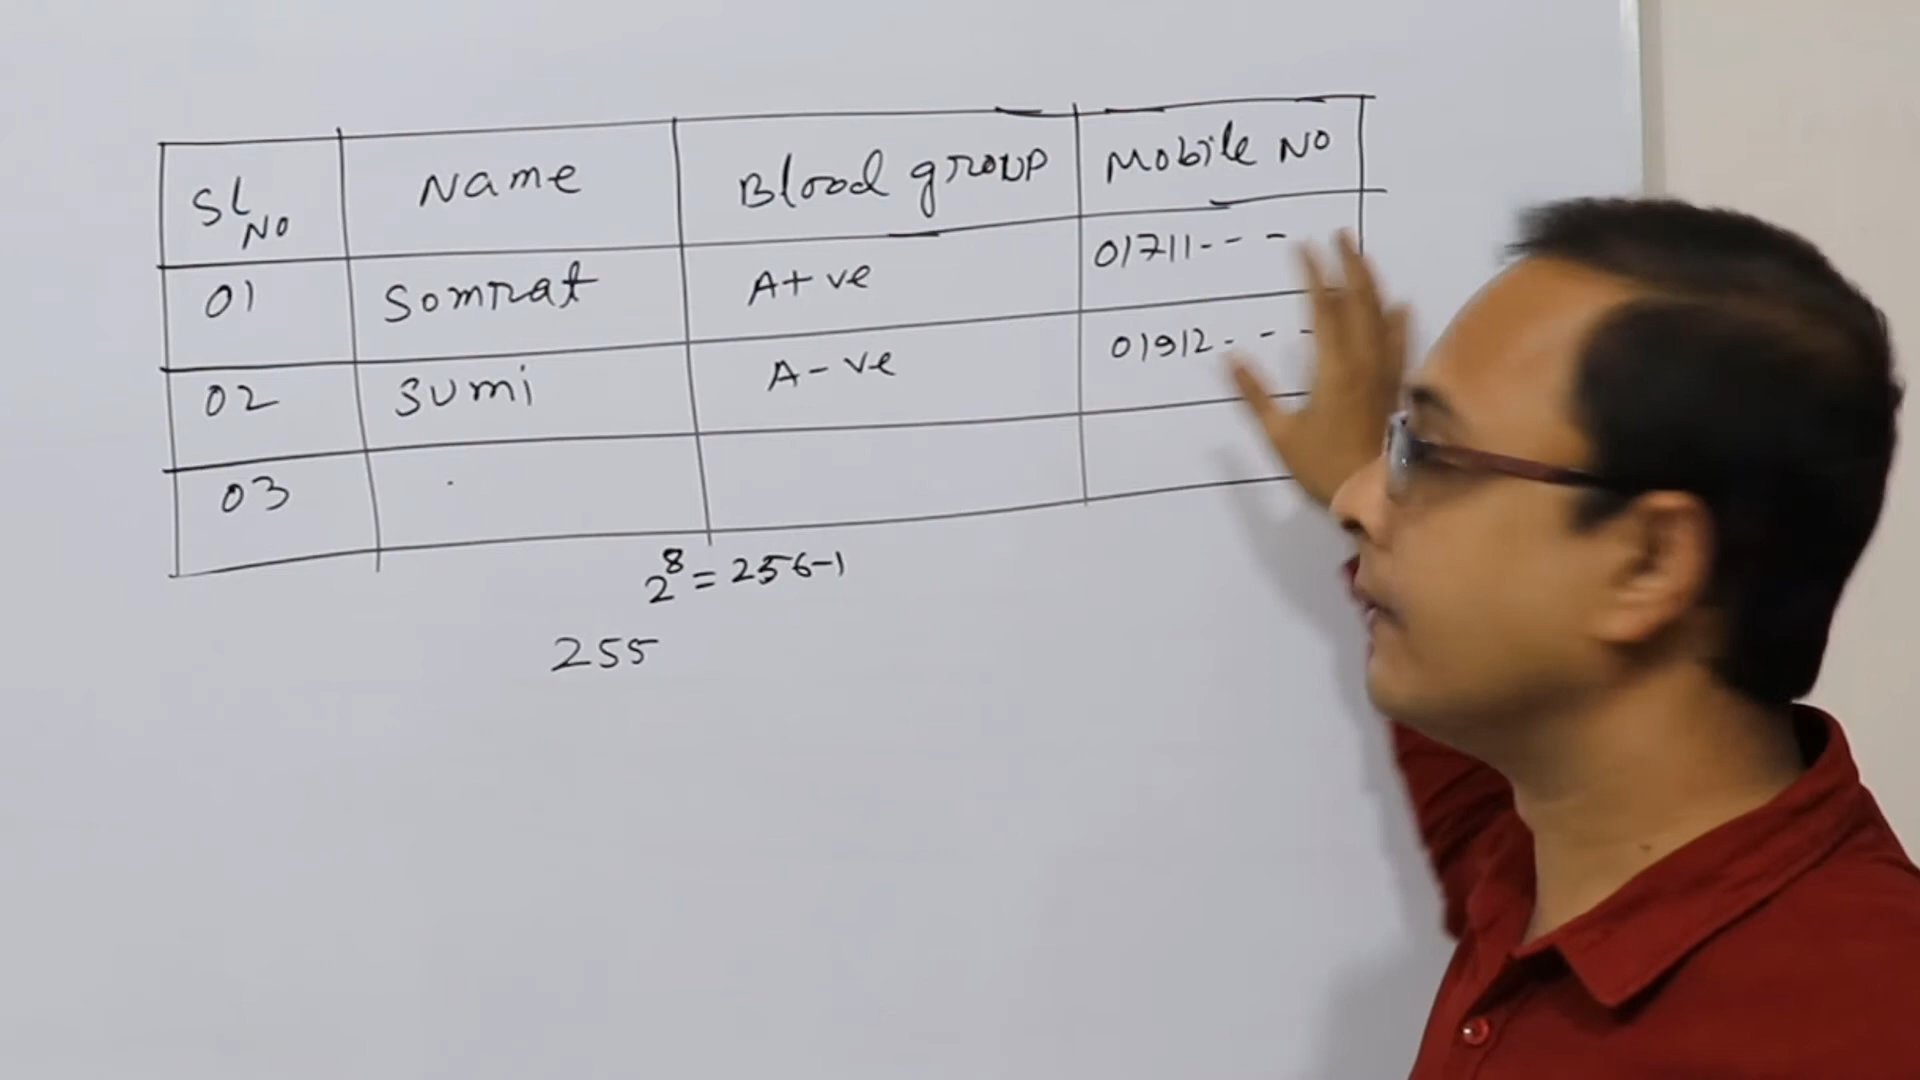 SL NO Name Blood group Mobile NO
01 Somrat A+ve 01711---
02 Sumi A-ve 01912---
03
2⁸ = 256-1
255